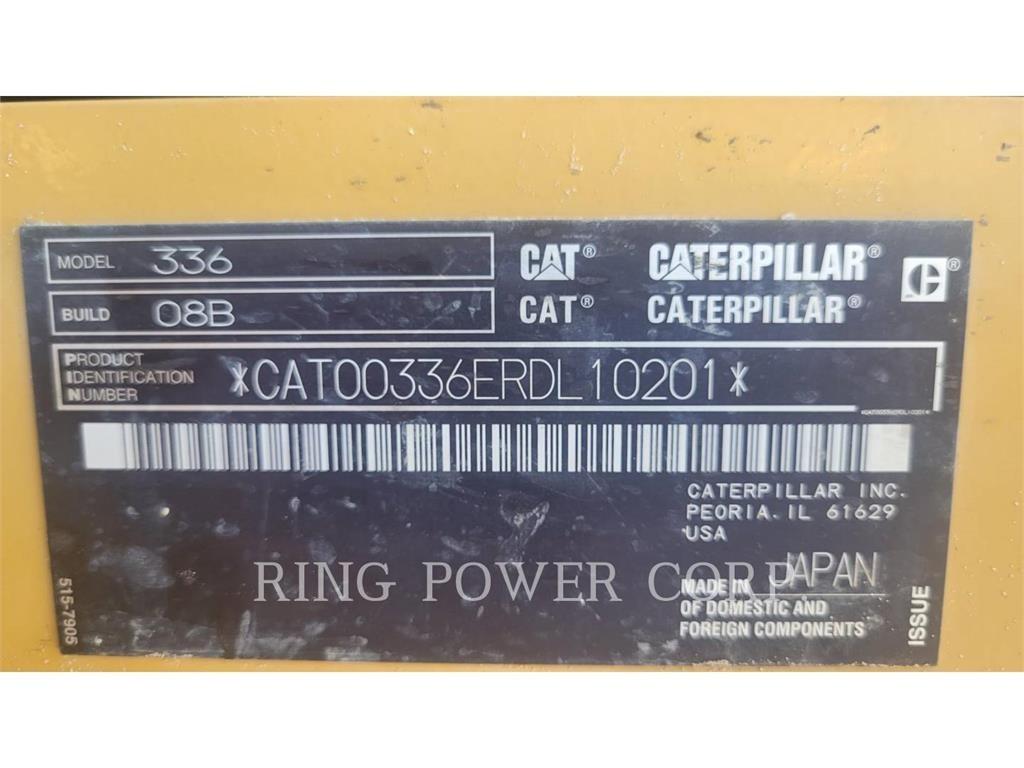 MODEL 336
CAT® CATERPILLAR®
BUILD 08B
CAT® CATERPILLAR®
PRODUCT
IDENTIFICATION
NUMBER
*CAT00336ERDL10201*
*CAT00336ERDL10201*
CATERPILLAR INC.
PEORIA, IL 61629
USA
MADE IN JAPAN
OF DOMESTIC AND
FOREIGN COMPONENTS
515-7905
ISSUE
RING POWER CORP.